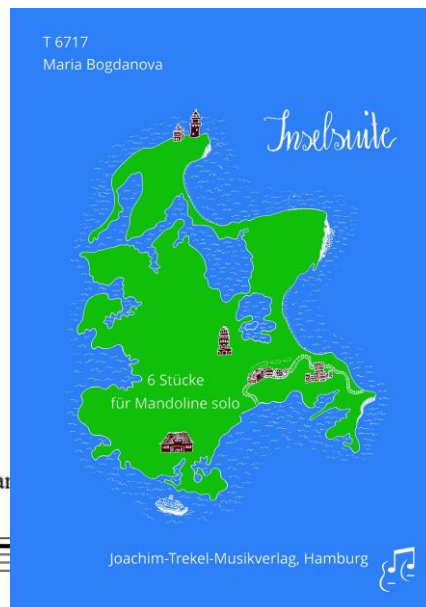 T 6717
Maria Bogdanova
Inselsuite
6 Stücke
für Mandoline solo
Joachim-Trekel-Musikverlag, Hamburg